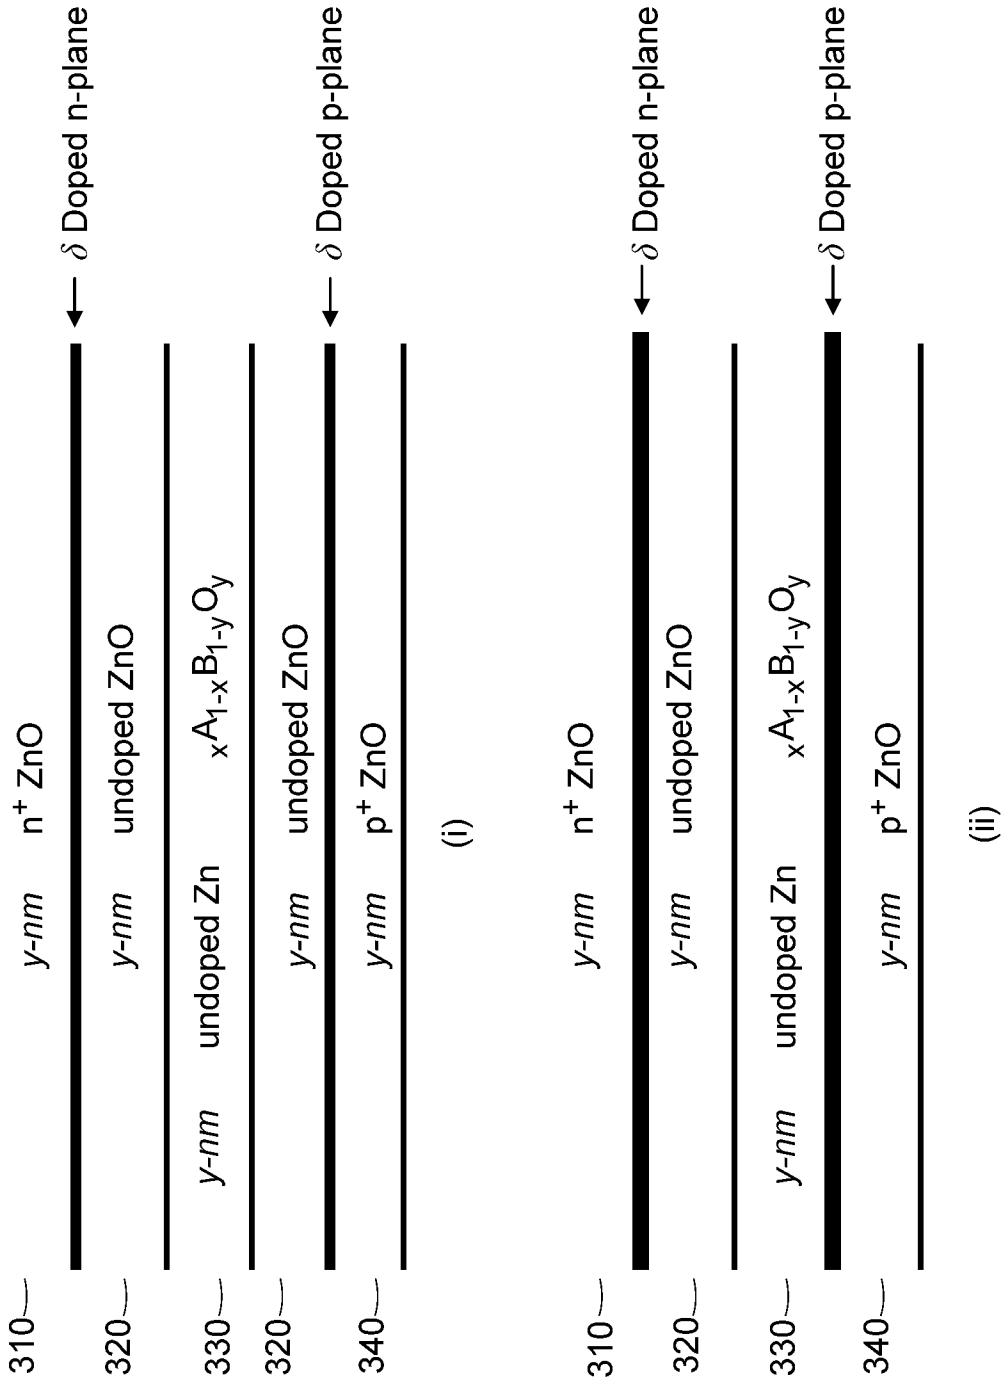 310 y-nm n⁺ ZnO
← δ Doped n-plane
320 y-nm undoped ZnO
330 y-nm undoped Zn ₓA₁₋ₓB₁₋yOy
320 y-nm undoped ZnO
← δ Doped p-plane
340 y-nm p⁺ ZnO
(i)
310 y-nm n⁺ ZnO
← δ Doped n-plane
320 y-nm undoped ZnO
330 y-nm undoped Zn ₓA₁₋ₓB₁₋yOy
← δ Doped p-plane
340 y-nm p⁺ ZnO
(ii)